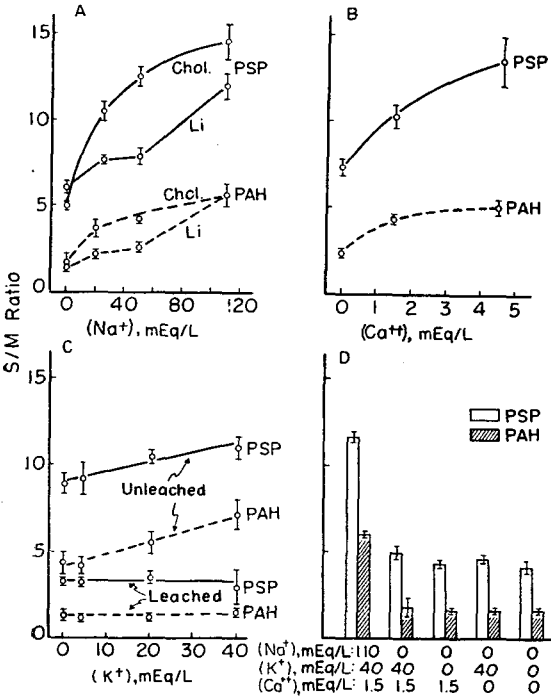 A
15
10
5
0
Chol.
PSP
Li
Chol.
PAH
Li
0 40 80 120
(Na+), mEq/L
B
PSP
PAH
0 1 2 3 4 5
(Ca++), mEq/L
S/M Ratio
C
15
10
5
0
PSP
Unleached
PAH
PSP
Leached
PAH
0 10 20 30 40
(K+), mEq/L
D
PSP
PAH
(Na+), mEq/L: 110 0 0 0 0
(K+), mEq/L: 40 40 0 40 0
(Ca++), mEq/L: 1.5 1.5 1.5 0 0